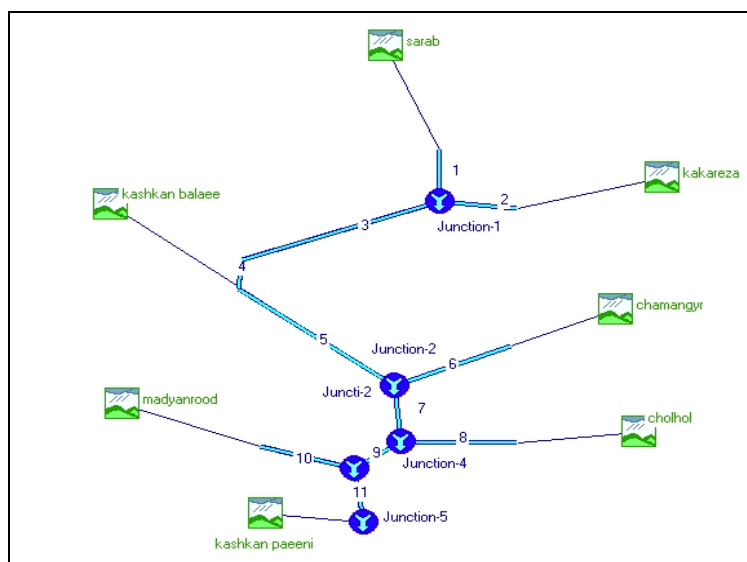 sarab
kakareza
1
2
kashkan balaee
3
Junction-1
4
chamangyr
5
Junction-2
6
Juncti-2
madyanrood
7
cholhol
8
9
10
Junction-4
11
Junction-5
kashkan paeeni